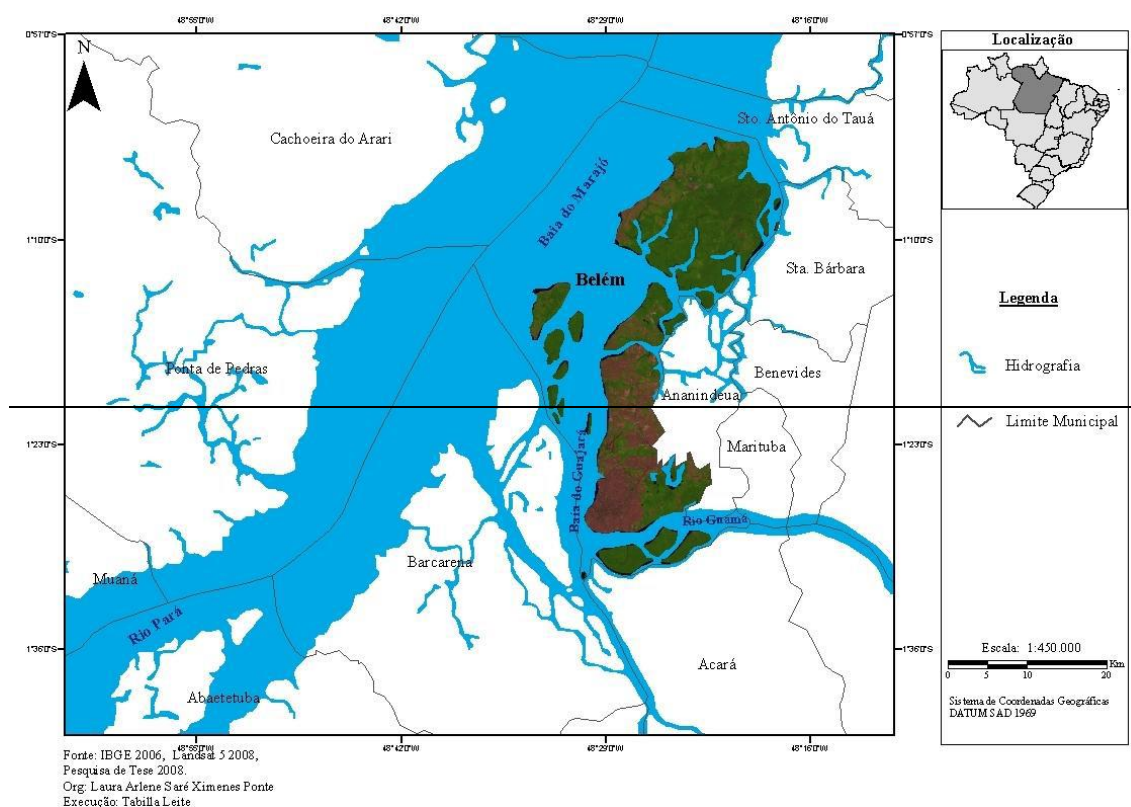 48°55'0"W 48°42'0"W 48°29'0"W 48°16'0"W
0°57'0"S 0°57'0"S
N
Localização
Cachoeira do Arari
Sto. Antônio do Tauá
Baía do Marajó
1°10'0"S 1°10'0"S
Sta. Bárbara
Belém
Legenda
Ponta de Pedras
Benevides
Hidrografia
Ananindeua
Limite Municipal
1°23'0"S 1°23'0"S
Marituba
Baía do Guajará
Rio Guamá
Barcarena
Muaná
Rio Pará
1°36'0"S 1°36'0"S
Acará
Escala: 1:450.000
Km
0 5 10 20
Abaetetuba
Sistema de Coordenadas Geográficas
DATUM SAD 1969
48°55'0"W 48°42'0"W 48°29'0"W 48°16'0"W
Fonte: IBGE 2006, Landsat 5 2008,
Pesquisa de Tese 2008.
Org: Laura Arlene Saré Ximenes Ponte
Execução: Tabilla Leite